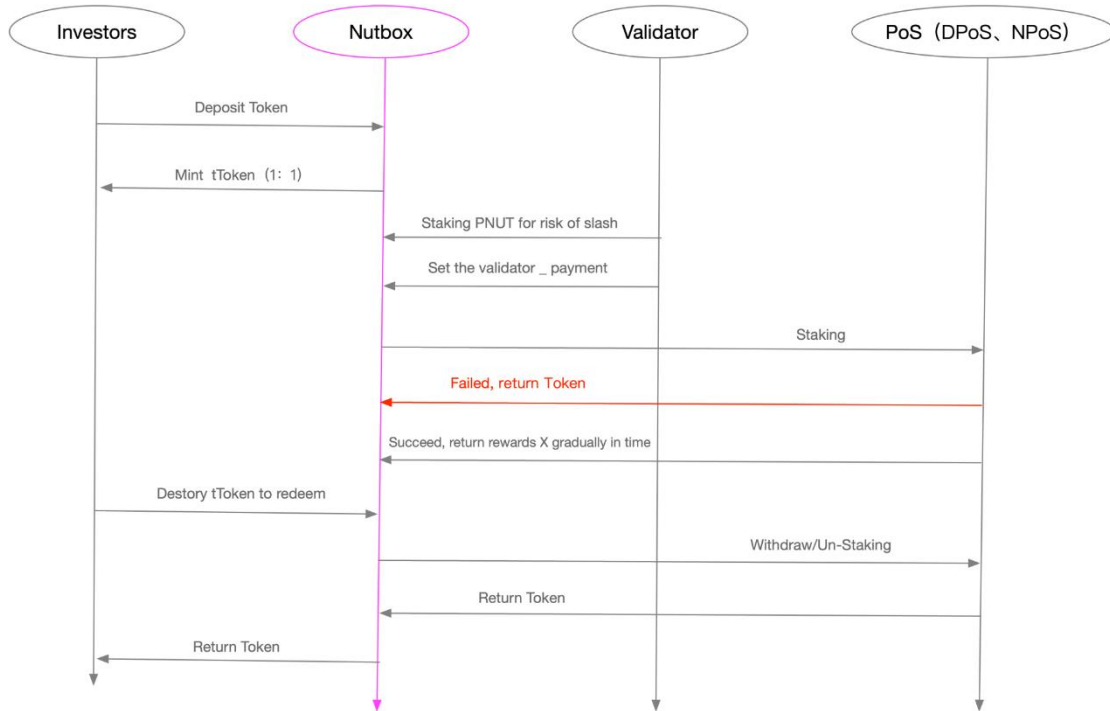 Investors
Nutbox
Validator
PoS（DPoS、NPoS）
Deposit Token
Mint tToken（1：1）
Staking PNUT for risk of slash
Set the validator _ payment
Staking
Failed, return Token
Succeed, return rewards X gradually in time
Destory tToken to redeem
Withdraw/Un-Staking
Return Token
Return Token